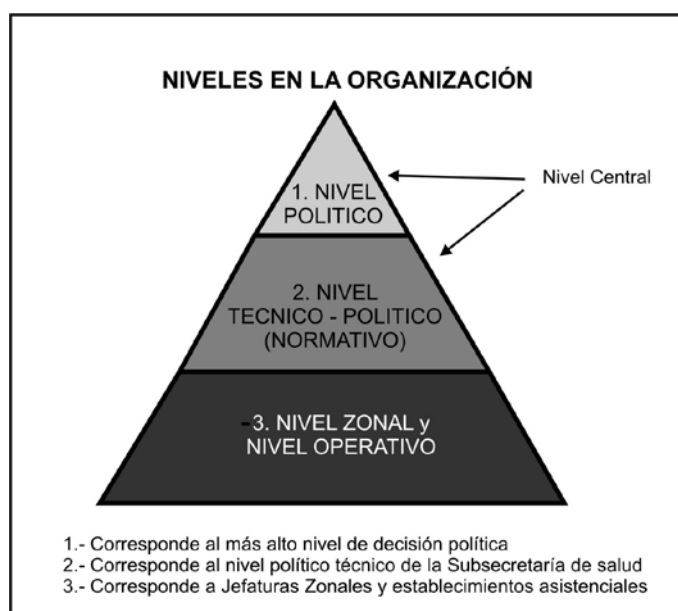 NIVELES EN LA ORGANIZACIÓN
Nivel Central
1. NIVEL
POLITICO
2. NIVEL
TECNICO - POLITICO
(NORMATIVO)
-3. NIVEL ZONAL y
NIVEL OPERATIVO
1.- Corresponde al más alto nivel de decisión política
2.- Corresponde al nivel político técnico de la Subsecretaría de salud
3.- Corresponde a Jefaturas Zonales y establecimientos asistenciales